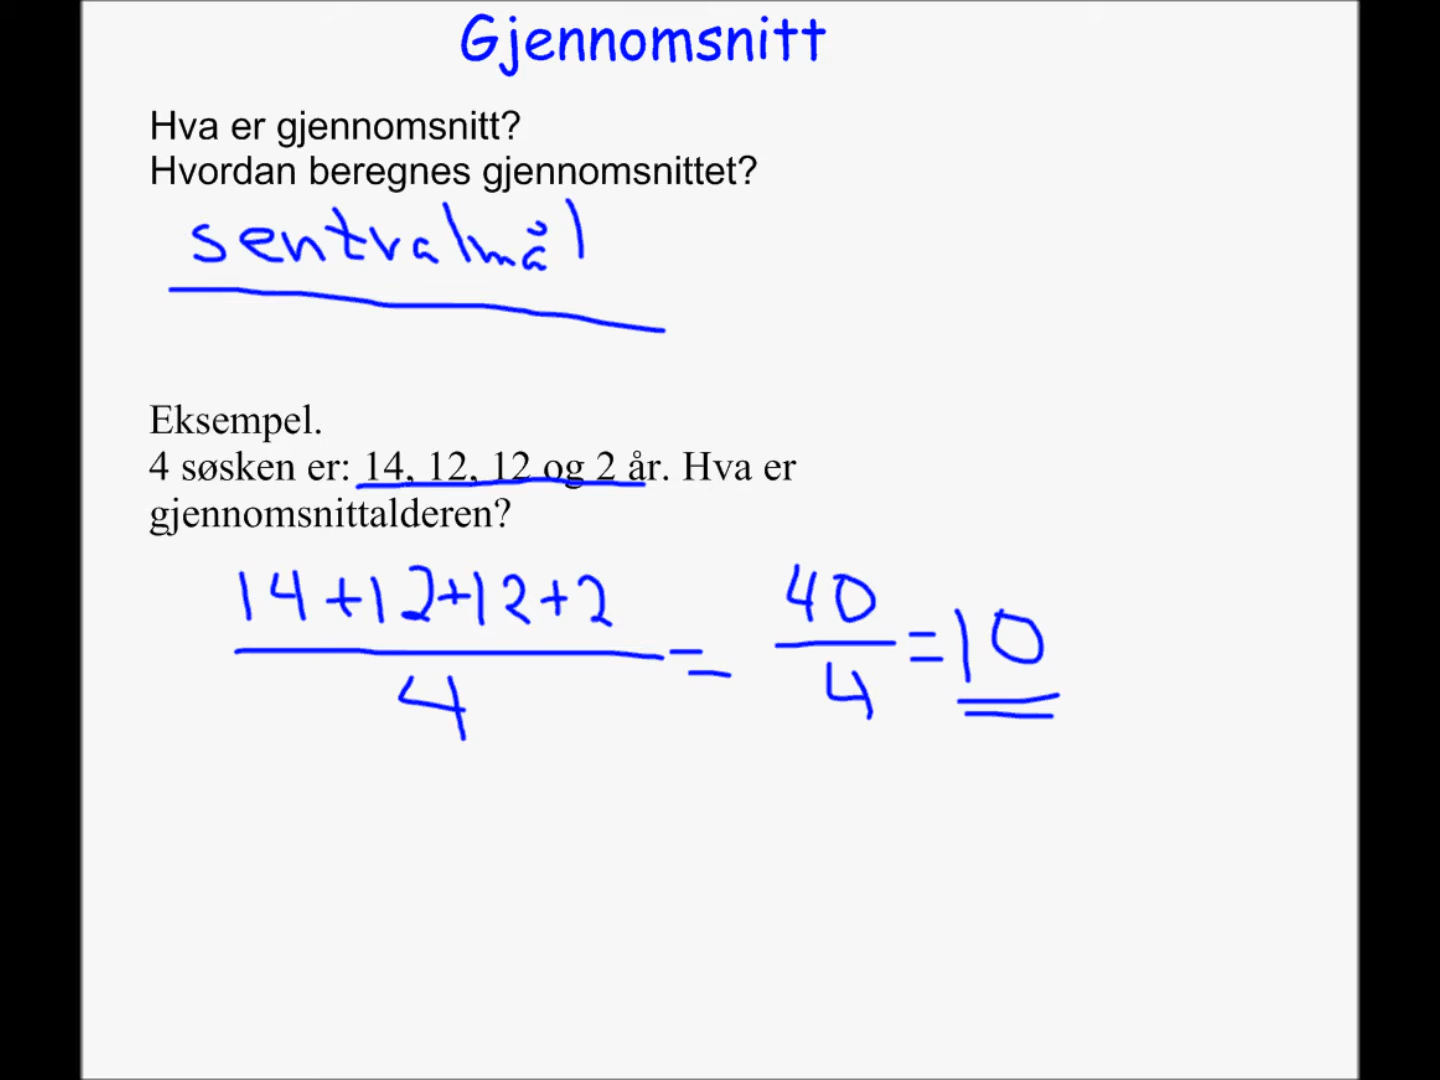 Gjennomsnitt
Hva er gjennomsnitt?
Hvordan beregnes gjennomsnittet?
sentralmål
Eksempel.
4 søsken er: 14, 12, 12 og 2 år. Hva er
gjennomsnittalderen?
14+12+12+2
4
=
40
4
=10